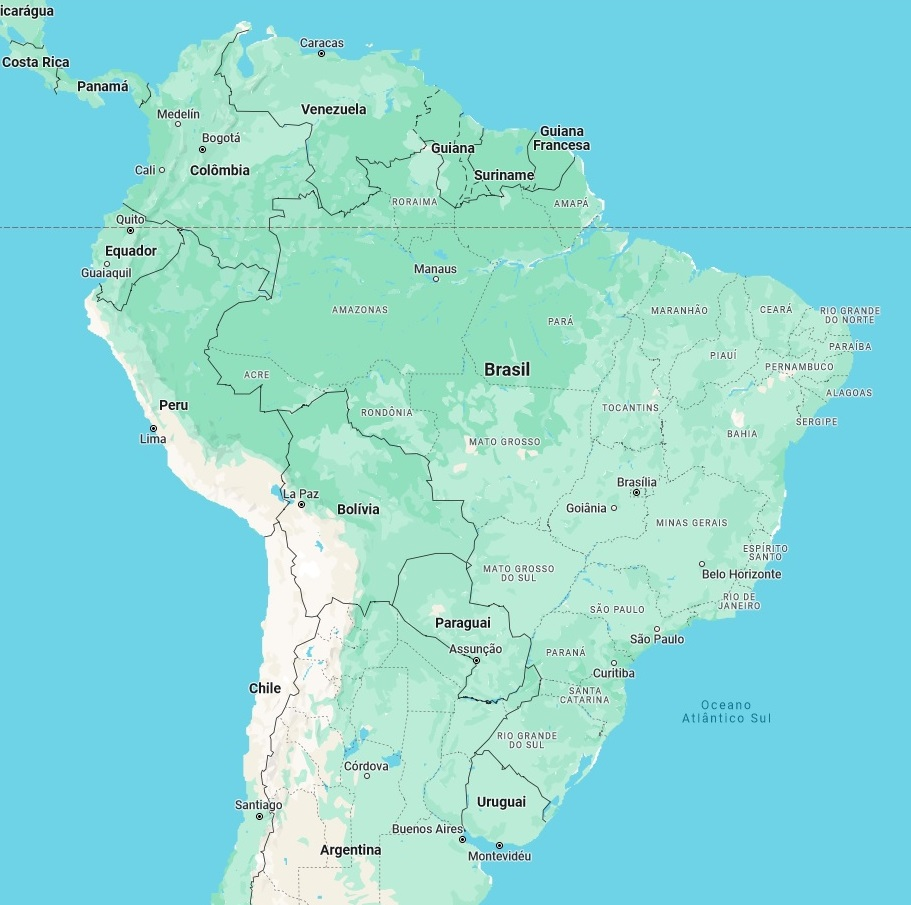 icarágua
Costa Rica
Panamá
Caracas
Venezuela
Medelín
Bogotá
Cali
Colômbia
Guiana
Guiana
Francesa
Suriname
RORAIMA
AMAPÁ
Quito
Equador
Guaiaquil
Manaus
AMAZONAS
PARÁ
MARANHÃO
CEARÁ
RIO GRANDE
DO NORTE
PARAÍBA
PIAUÍ
PERNAMBUCO
Brasil
ACRE
ALAGOAS
Peru
RONDÔNIA
TOCANTINS
SERGIPE
Lima
MATO GROSSO
BAHIA
La Paz
Bolívia
Brasília
Goiânia
MINAS GERAIS
ESPÍRITO
SANTO
MATO GROSSO
DO SUL
Belo Horizonte
RIO DE
JANEIRO
SÃO PAULO
Paraguai
São Paulo
Assunção
PARANÁ
Curitiba
Chile
SANTA
CATARINA
Oceano
Atlântico Sul
RIO GRANDE
DO SUL
Córdova
Santiago
Uruguai
Buenos Aires
Argentina
Montevidéu